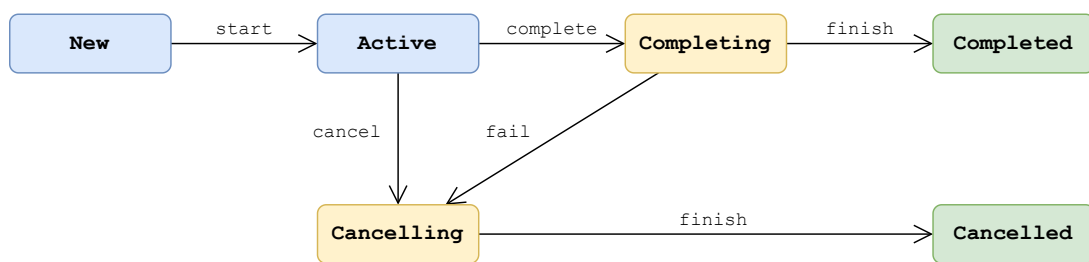 New
start
Active
complete
Completing
finish
Completed
cancel
fail
Cancelling
finish
Cancelled